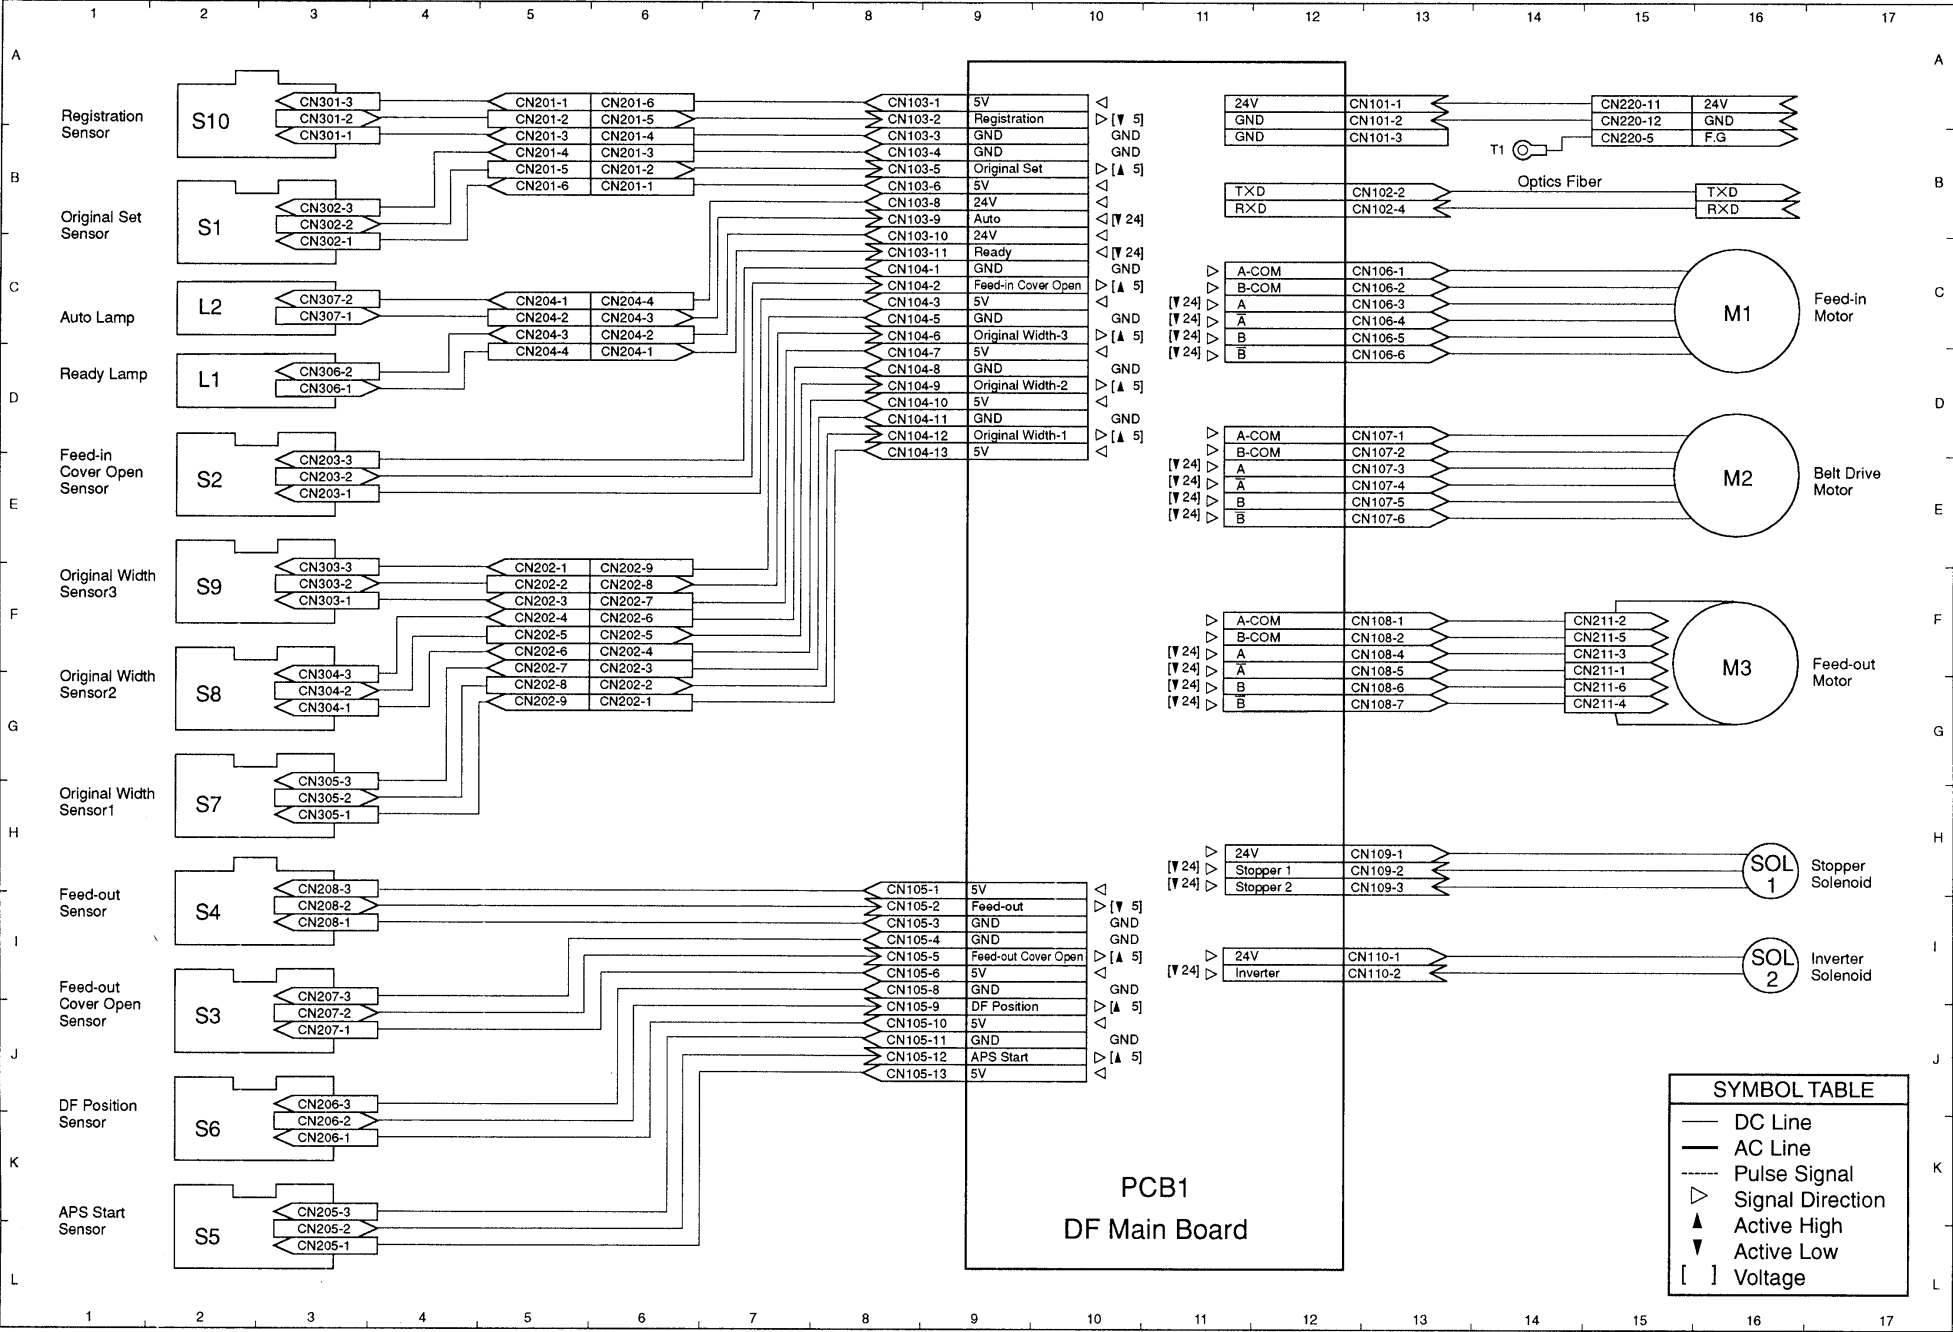 1 2 3 4 5 6 7 8 9 10 11 12 13 14 15 16 17
A
B
C
D
E
F
G
H
I
J
K
L
Registration
Sensor
S10
CN301-3
CN301-2
CN301-1
Original Set
Sensor
S1
CN302-3
CN302-2
CN302-1
Auto Lamp
L2
CN307-2
CN307-1
Ready Lamp
L1
CN306-2
CN306-1
Feed-in
Cover Open
Sensor
S2
CN203-3
CN203-2
CN203-1
Original Width
Sensor3
S9
CN303-3
CN303-2
CN303-1
Original Width
Sensor2
S8
CN304-3
CN304-2
CN304-1
Original Width
Sensor1
S7
CN305-3
CN305-2
CN305-1
Feed-out
Sensor
S4
CN208-3
CN208-2
CN208-1
Feed-out
Cover Open
Sensor
S3
CN207-3
CN207-2
CN207-1
DF Position
Sensor
S6
CN206-3
CN206-2
CN206-1
APS Start
Sensor
S5
CN205-3
CN205-2
CN205-1
CN201-1 CN201-6
CN201-2 CN201-5
CN201-3 CN201-4
CN201-4 CN201-3
CN201-5 CN201-2
CN201-6 CN201-1
CN204-1 CN204-4
CN204-2 CN204-3
CN204-3 CN204-2
CN204-4 CN204-1
CN202-1 CN202-9
CN202-2 CN202-8
CN202-3 CN202-7
CN202-4 CN202-6
CN202-5 CN202-5
CN202-6 CN202-4
CN202-7 CN202-3
CN202-8 CN202-2
CN202-9 CN202-1
CN103-1 5V ◁
CN103-2 Registration ▷[▼ 5]
CN103-3 GND GND
CN103-4 GND GND
CN103-5 Original Set ▷[▲ 5]
CN103-6 5V ◁
CN103-8 24V ◁
CN103-9 Auto ◁[▼24]
CN103-10 24V ◁
CN103-11 Ready ◁[▼24]
CN104-1 GND GND
CN104-2 Feed-in Cover Open ▷[▲ 5]
CN104-3 5V ◁
CN104-5 GND GND
CN104-6 Original Width-3 ▷[▲ 5]
CN104-7 5V ◁
CN104-8 GND GND
CN104-9 Original Width-2 ▷[▲ 5]
CN104-10 5V ◁
CN104-11 GND GND
CN104-12 Original Width-1 ▷[▲ 5]
CN104-13 5V ◁
CN105-1 5V ◁
CN105-2 Feed-out ▷[▼ 5]
CN105-3 GND GND
CN105-4 GND GND
CN105-5 Feed-out Cover Open ▷[▲ 5]
CN105-6 5V ◁
CN105-8 GND GND
CN105-9 DF Position ▷[▲ 5]
CN105-10 5V ◁
CN105-11 GND GND
CN105-12 APS Start ▷[▲ 5]
CN105-13 5V ◁
PCB1
DF Main Board
24V CN101-1 CN220-11 24V
GND CN101-2 CN220-12 GND
GND CN101-3 CN220-5 F.G
T1
Optics Fiber
TXD CN102-2 TXD
RXD CN102-4 RXD
▷ A-COM CN106-1
▷ B-COM CN106-2
[▼24] ▷ A CN106-3
[▼24] ▷ A̅ CN106-4
[▼24] ▷ B CN106-5
[▼24] ▷ B̅ CN106-6
M1
Feed-in
Motor
▷ A-COM CN107-1
▷ B-COM CN107-2
[▼24] ▷ A CN107-3
[▼24] ▷ A̅ CN107-4
[▼24] ▷ B CN107-5
[▼24] ▷ B̅ CN107-6
M2
Belt Drive
Motor
▷ A-COM CN108-1 CN211-2
▷ B-COM CN108-2 CN211-5
[▼24] ▷ A CN108-4 CN211-3
[▼24] ▷ A̅ CN108-5 CN211-1
[▼24] ▷ B CN108-6 CN211-6
[▼24] ▷ B̅ CN108-7 CN211-4
M3
Feed-out
Motor
▷ 24V CN109-1
[▼24] ▷ Stopper 1 CN109-2
[▼24] ▷ Stopper 2 CN109-3
SOL
1
Stopper
Solenoid
▷ 24V CN110-1
[▼24] ▷ Inverter CN110-2
SOL
2
Inverter
Solenoid
SYMBOL TABLE
DC Line
AC Line
Pulse Signal
▷ Signal Direction
▲ Active High
▼ Active Low
[ ] Voltage
A
B
C
D
E
F
G
H
I
J
K
L
1 2 3 4 5 6 7 8 9 10 11 12 13 14 15 16 17